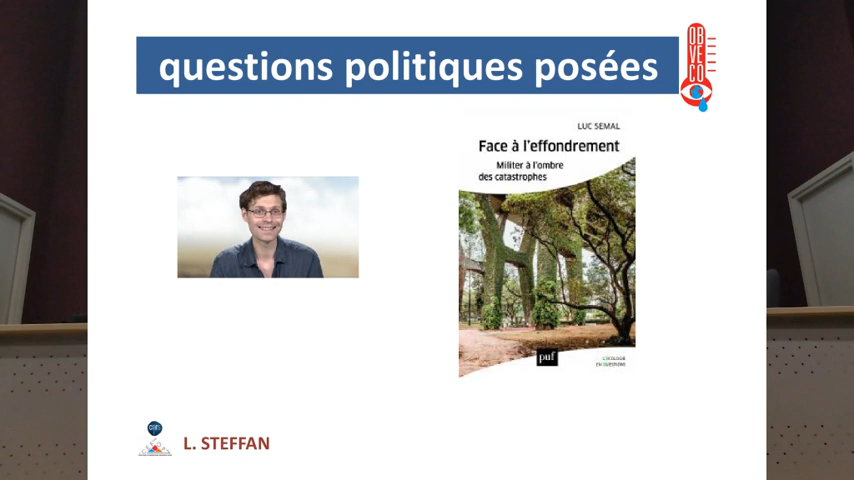 questions politiques posées
OBVECO
LUC SEMAL
Face à l'effondrement
Militer à l'ombre
des catastrophes
puf
L'ÉCOLOGIE
EN QUESTIONS
L. STEFFAN